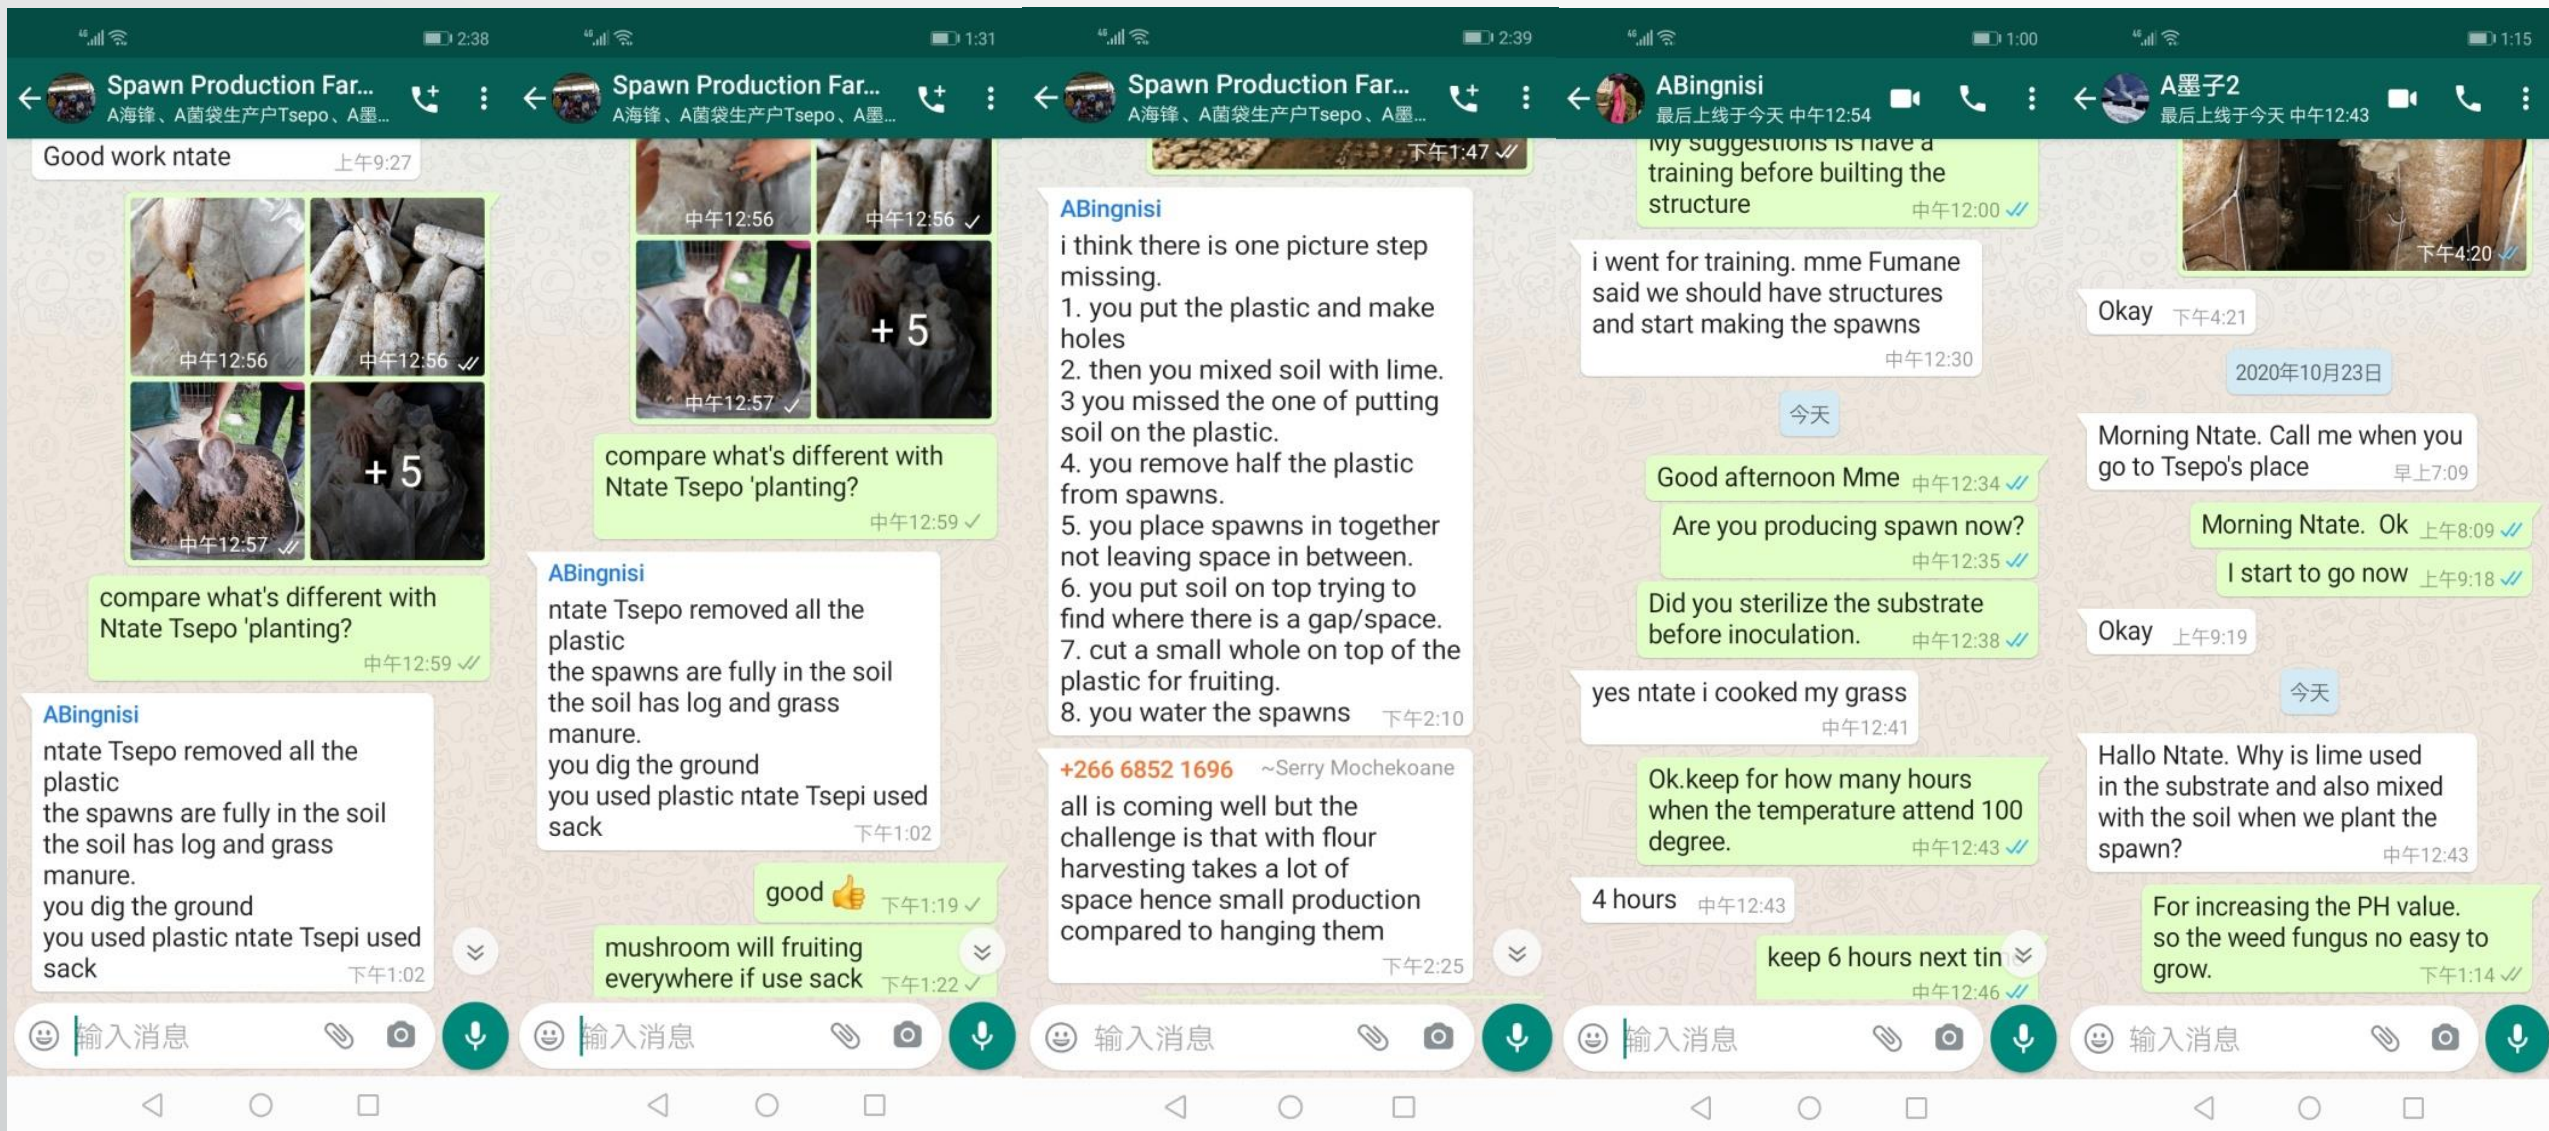 2:38
Spawn Production Far...
A海锋、A菌袋生产户Tsepo、A墨...
Good work ntate
上午9:27
中午12:56
中午12:56
中午12:57
+ 5
compare what's different with
Ntate Tsepo 'planting?
中午12:59
ABingnisi
ntate Tsepo removed all the
plastic
the spawns are fully in the soil
the soil has log and grass
manure.
you dig the ground
you used plastic ntate Tsepi used
sack
下午1:02
输入消息
1:31
Spawn Production Far...
A海锋、A菌袋生产户Tsepo、A墨...
中午12:56
中午12:56
中午12:57
+ 5
compare what's different with
Ntate Tsepo 'planting?
中午12:59
ABingnisi
ntate Tsepo removed all the
plastic
the spawns are fully in the soil
the soil has log and grass
manure.
you dig the ground
you used plastic ntate Tsepi used
sack
下午1:02
good 👍
下午1:19
mushroom will fruiting
everywhere if use sack
下午1:22
输入消息
2:39
Spawn Production Far...
A海锋、A菌袋生产户Tsepo、A墨...
下午1:47
ABingnisi
i think there is one picture step
missing.
1. you put the plastic and make
holes
2. then you mixed soil with lime.
3 you missed the one of putting
soil on the plastic.
4. you remove half the plastic
from spawns.
5. you place spawns in together
not leaving space in between.
6. you put soil on top trying to
find where there is a gap/space.
7. cut a small whole on top of the
plastic for fruiting.
8. you water the spawns
下午2:10
+266 6852 1696 ~Serry Mochekoane
all is coming well but the
challenge is that with flour
harvesting takes a lot of
space hence small production
compared to hanging them
下午2:25
输入消息
1:00
ABingnisi
最后上线于今天 中午12:54
My suggestions is have a
training before builting the
structure
中午12:00
i went for training. mme Fumane
said we should have structures
and start making the spawns
中午12:30
今天
Good afternoon Mme
中午12:34
Are you producing spawn now?
中午12:35
Did you sterilize the substrate
before inoculation.
中午12:38
yes ntate i cooked my grass
中午12:41
Ok.keep for how many hours
when the temperature attend 100
degree.
中午12:43
4 hours
中午12:43
keep 6 hours next tim
中午12:46
输入消息
1:15
A墨子2
最后上线于今天 中午12:43
下午4:20
Okay
下午4:21
2020年10月23日
Morning Ntate. Call me when you
go to Tsepo's place
早上7:09
Morning Ntate. Ok
上午8:09
I start to go now
上午9:18
Okay
上午9:19
今天
Hallo Ntate. Why is lime used
in the substrate and also mixed
with the soil when we plant the
spawn?
中午12:43
For increasing the PH value.
so the weed fungus no easy to
grow.
下午1:14
输入消息